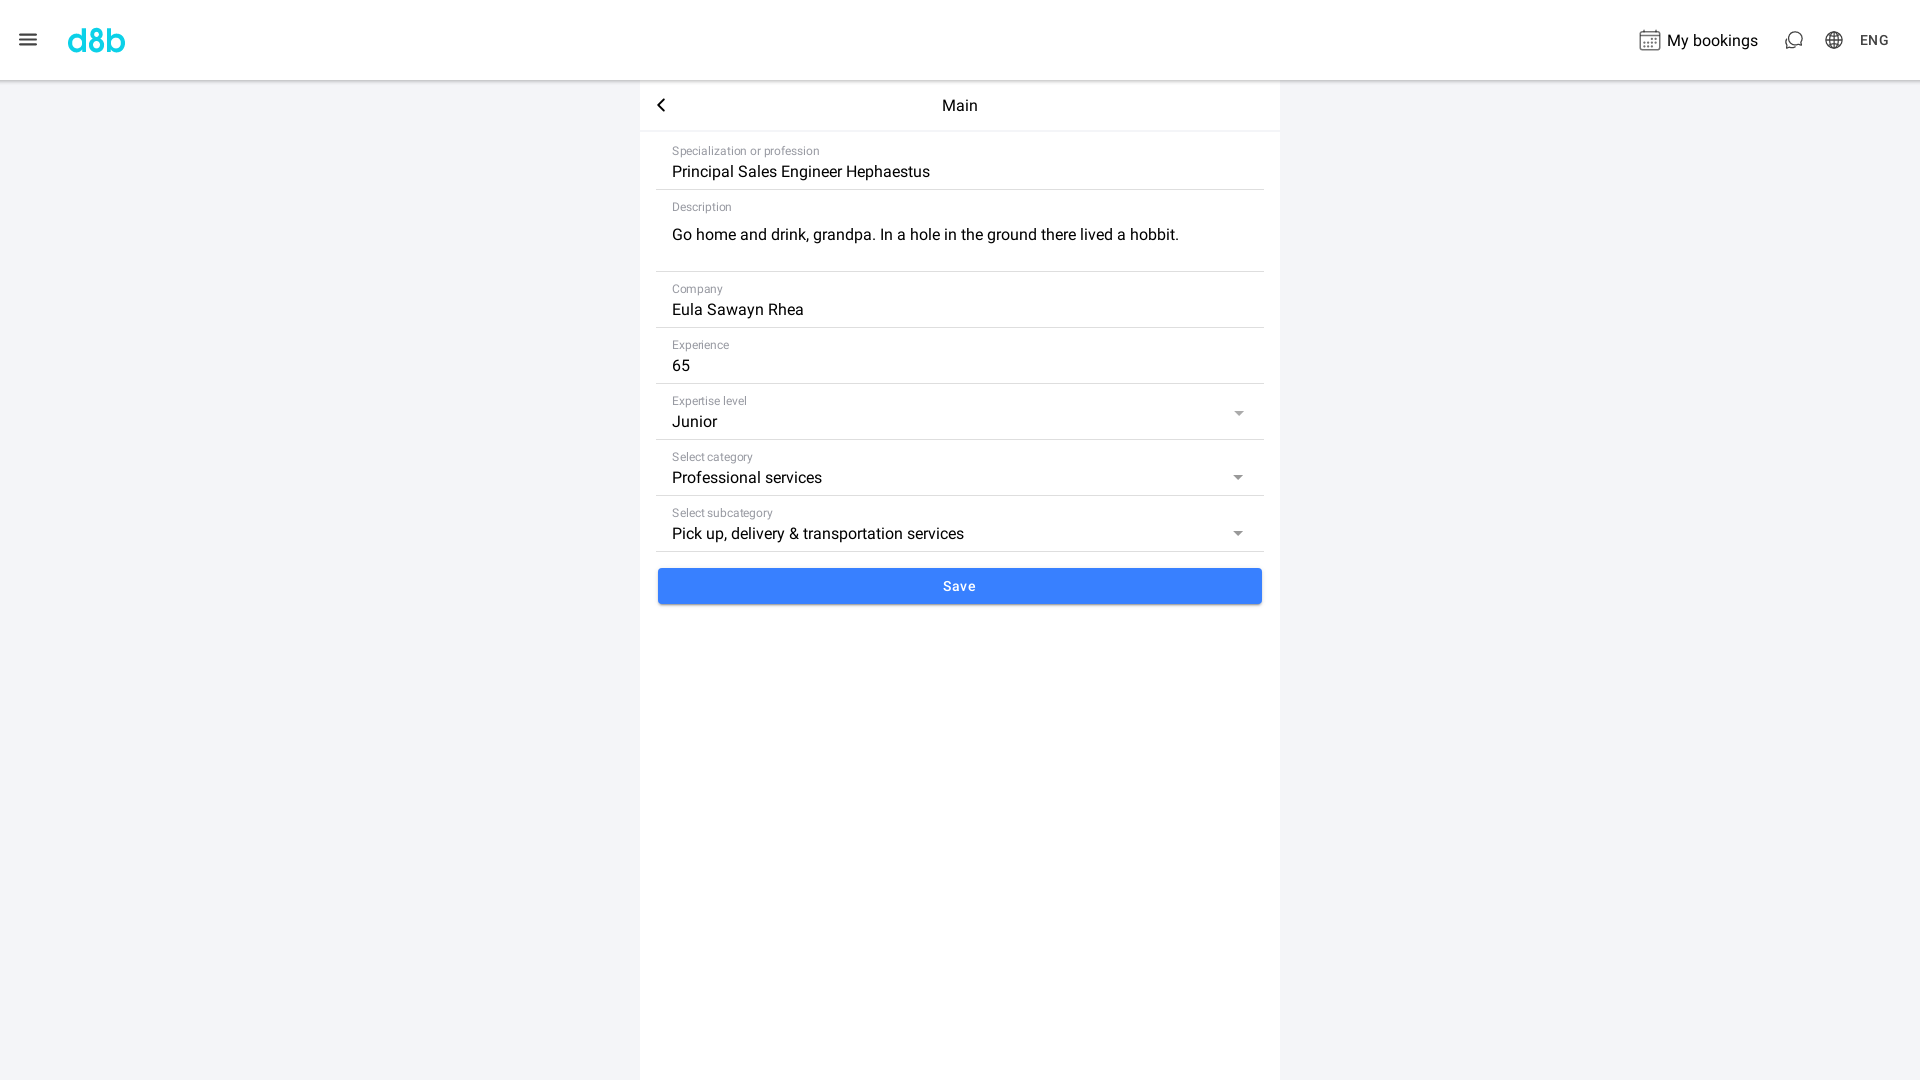 d8b
My bookings
ENG
Main
Specialization or profession
Principal Sales Engineer Hephaestus
Description
Go home and drink, grandpa. In a hole in the ground there lived a hobbit.
Company
Eula Sawayn Rhea
Experience
65
Expertise level
Junior
Select category
Professional services
Select subcategory
Pick up, delivery & transportation services
Save